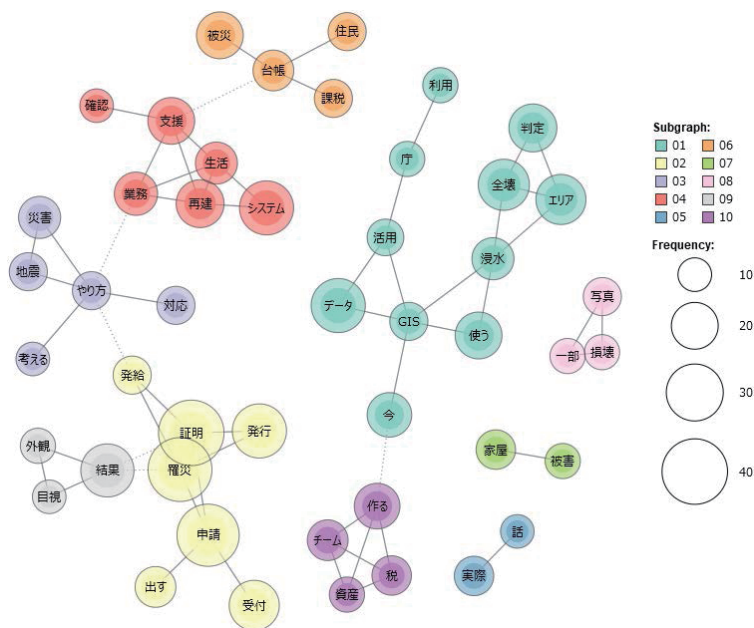 被災
住民
台帳
課税
確認
支援
生活
業務
再建
システム
利用
判定
庁
全壊
エリア
活用
浸水
データ
GIS
使う
今
災害
地震
やり方
対応
考える
発給
証明
発行
罹災
外観
結果
目視
申請
出す
受付
写真
一部
損壊
家屋
被害
作る
チーム
税
資産
話
実際
Subgraph:
01 06
02 07
03 08
04 09
05 10
Frequency:
10
20
30
40